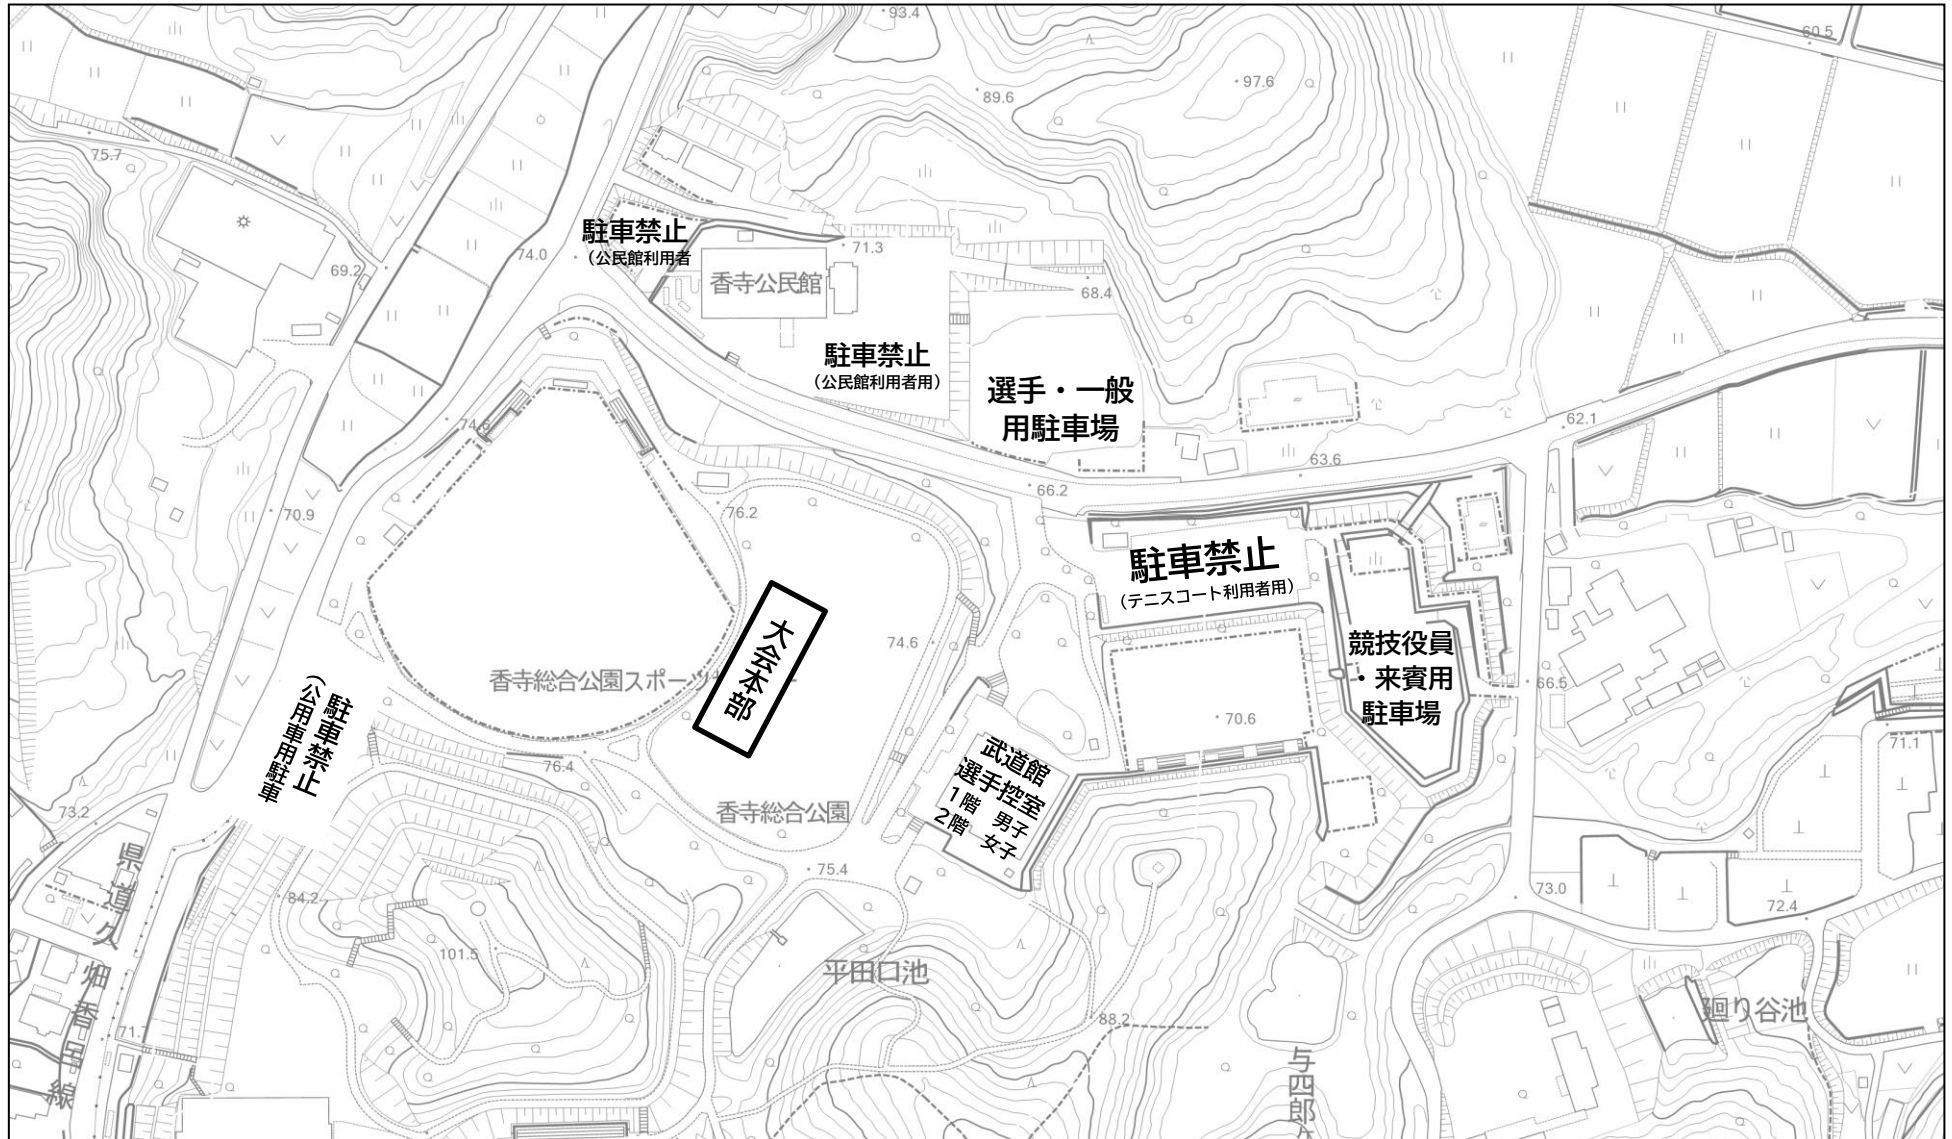 93.4
60.5
97.6
89.6
75.7
駐車禁止
(公民館利用者
71.3
74.0
69.2
香寺公民館
68.4
駐車禁止
(公民館利用者用)
選手・一般
用駐車場
62.1
74.6
63.6
66.2
70.9
76.2
駐車禁止
(テニスコート利用者用)
大会本部
74.6
競技役員
・来賓用
駐車場
香寺総合公園スポー
66.5
駐車禁止
(公用車用駐車
70.6
71.1
76.4
武道館
選手控室
1階 男子
2階 女子
73.2
香寺総合公園
75.4
73.0
72.4
84.2
101.5
県道久畑香呂線
平田口池
廻り谷池
88.2
71.7
与四郎